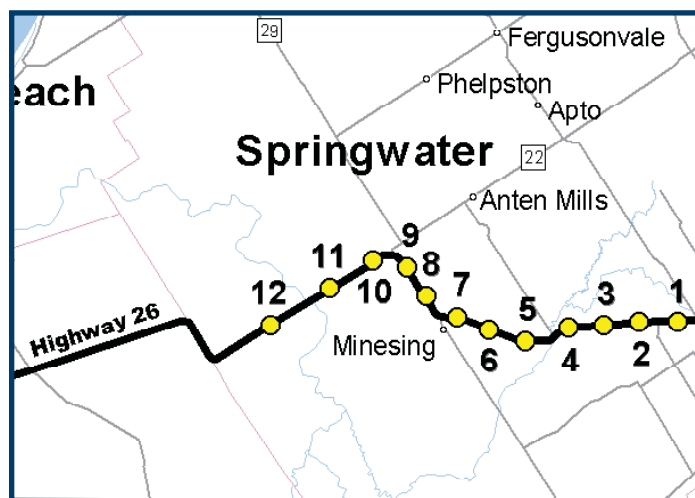 29
Fergusonvale
each
Phelpston
Apto
Springwater
22
Anten Mills
9
11
8
12
10
7
5
3
1
Highway 26
Minesing
6
4
2